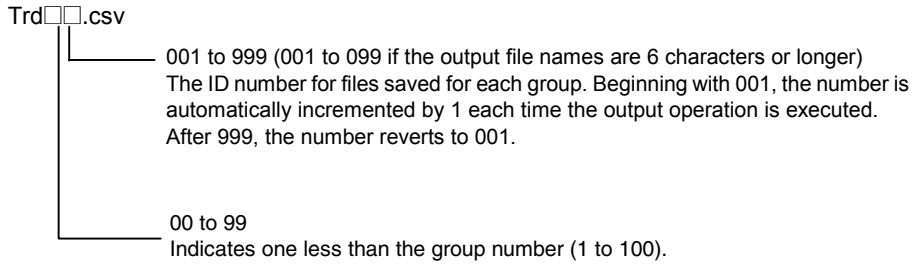 Trd□□.csv
001 to 999 (001 to 099 if the output file names are 6 characters or longer)
The ID number for files saved for each group. Beginning with 001, the number is
automatically incremented by 1 each time the output operation is executed.
After 999, the number reverts to 001.
00 to 99
Indicates one less than the group number (1 to 100).